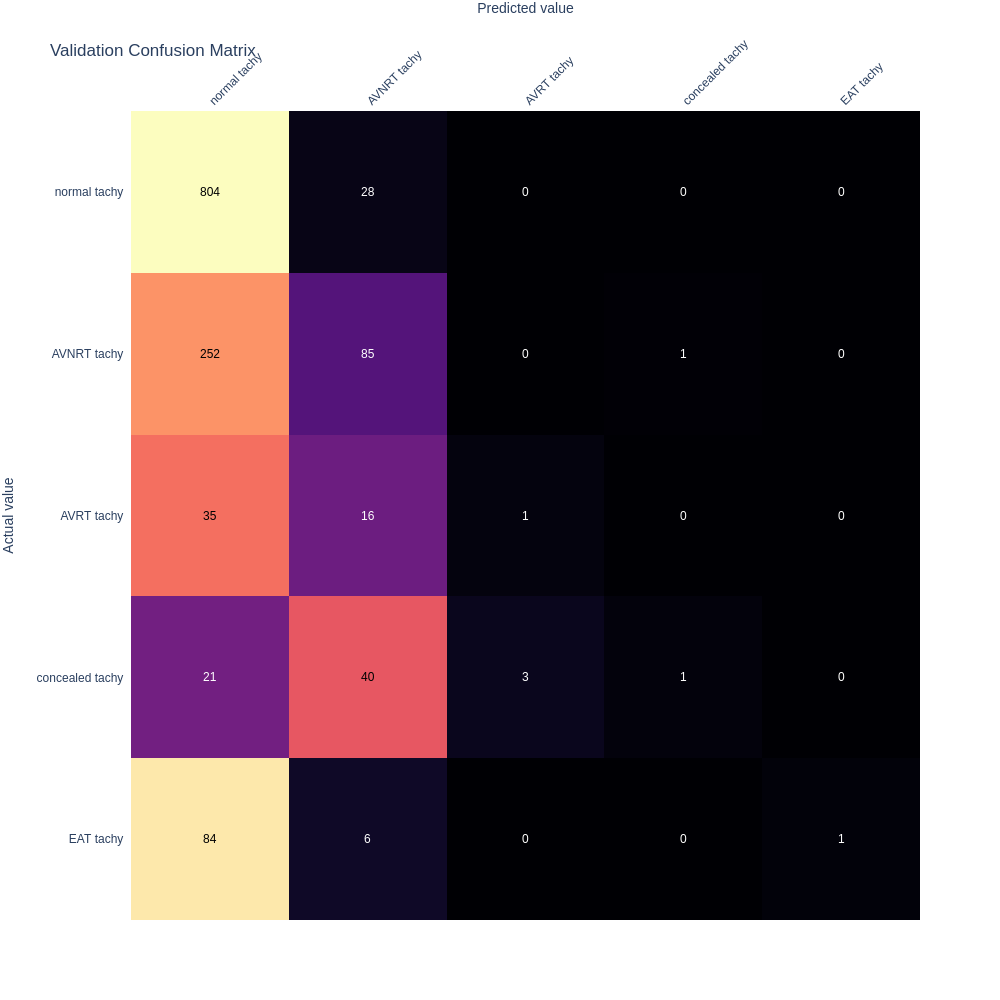 Predicted value
Validation Confusion Matrix
normal tachy AVNRT tachy AVRT tachy concealed tachy EAT tachy
normal tachy 804 28 0 0 0
AVNRT tachy 252 85 0 1 0
AVRT tachy 35 16 1 0 0
Actual value
concealed tachy 21 40 3 1 0
EAT tachy 84 6 0 0 1